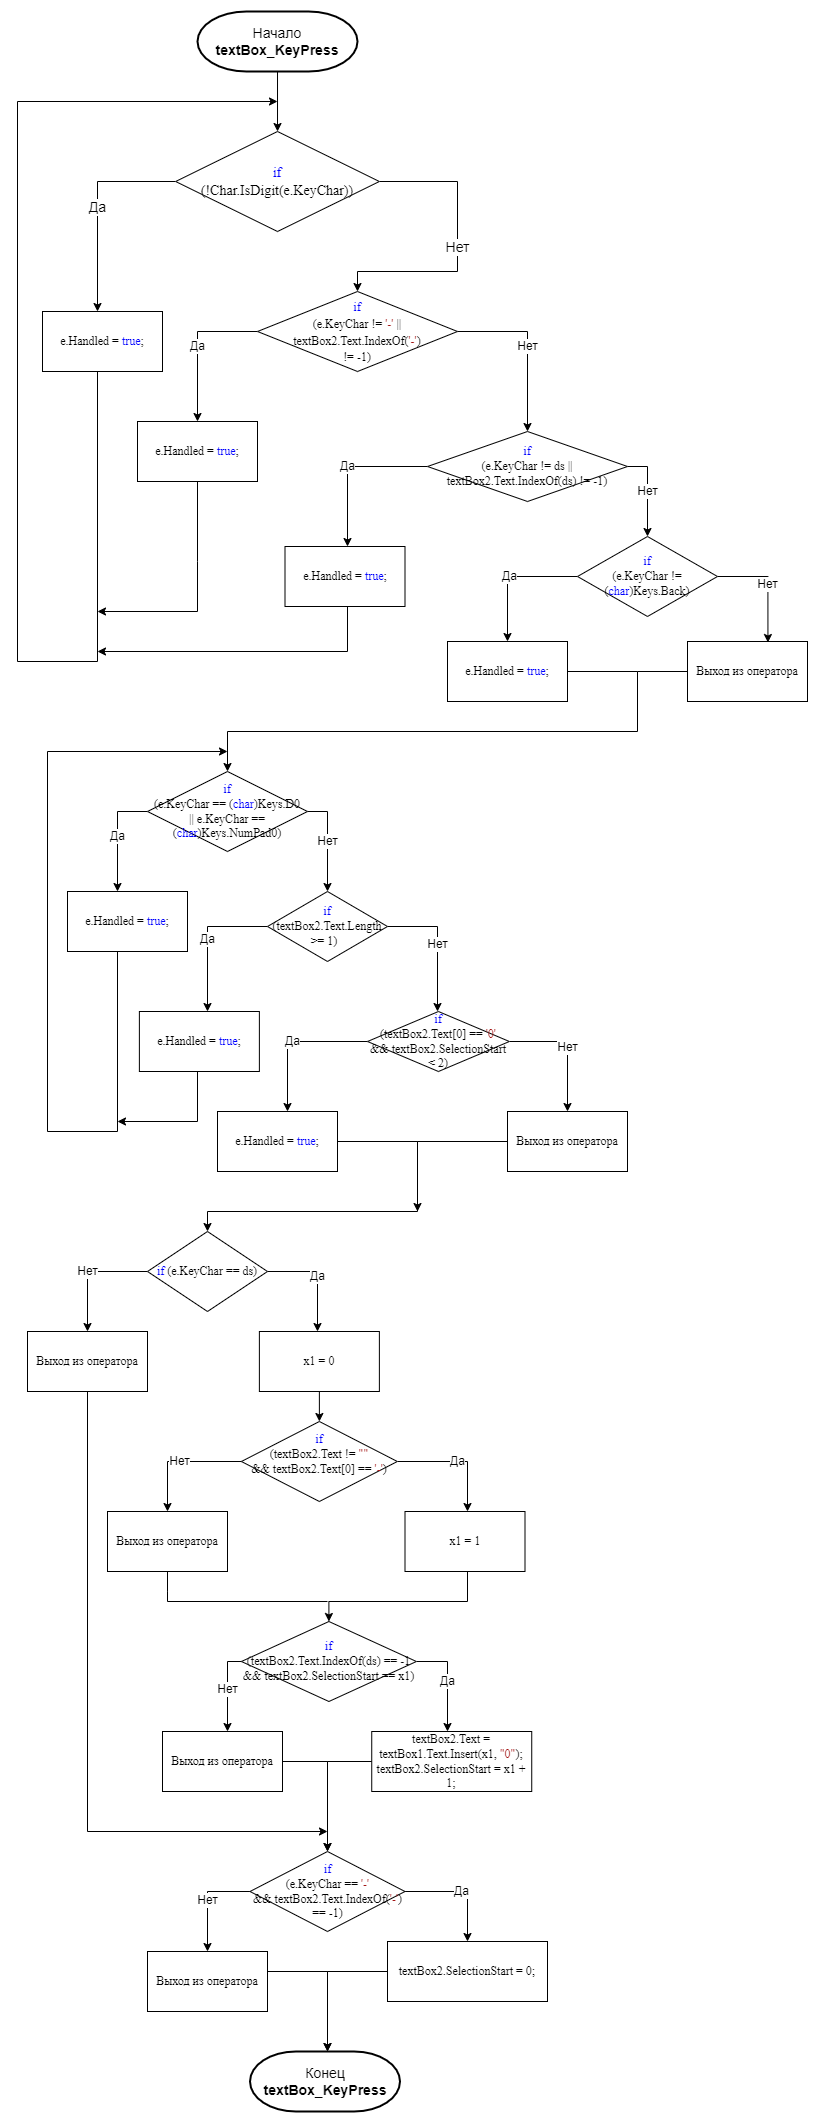 Начало
textBox_KeyPress
if
(!Char.IsDigit(e.KeyChar))
Да
Нет
e.Handled = true;
if
(e.KeyChar != '-' ||
textBox2.Text.IndexOf('-')
!= -1)
Да
Нет
e.Handled = true;
if
(e.KeyChar != ds ||
textBox2.Text.IndexOf(ds) != -1)
Да
Нет
e.Handled = true;
if
(e.KeyChar !=
(char)Keys.Back)
Да
Нет
e.Handled = true;
Выход из оператора
if
(e.KeyChar == (char)Keys.D0
|| e.KeyChar ==
(char)Keys.NumPad0)
Да
Нет
e.Handled = true;
if
(textBox2.Text.Length
>= 1)
Да
Нет
e.Handled = true;
if
(textBox2.Text[0] == '0'
&& textBox2.SelectionStart
< 2)
Да
Нет
e.Handled = true;
Выход из оператора
if (e.KeyChar == ds)
Нет
Да
Выход из оператора
x1 = 0
if
(textBox2.Text != ""
&& textBox2.Text[0] == '-')
Нет
Да
Выход из оператора
x1 = 1
if
(textBox2.Text.IndexOf(ds) == -1
&& textBox2.SelectionStart == x1)
Нет
Да
Выход из оператора
textBox2.Text =
textBox1.Text.Insert(x1, "0");
textBox2.SelectionStart = x1 +
1;
if
(e.KeyChar == '-'
&& textBox2.Text.IndexOf('-')
== -1)
Нет
Да
Выход из оператора
textBox2.SelectionStart = 0;
Конец
textBox_KeyPress